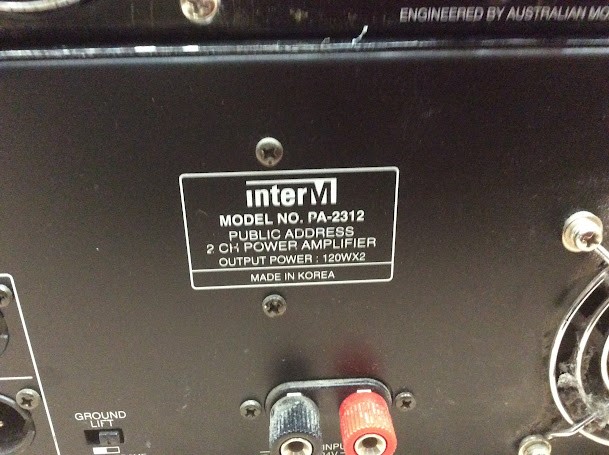 ENGINEERED BY AUSTRALIAN MO
interM
MODEL NO. PA-2312
PUBLIC ADDRESS
2 CH POWER AMPLIFIER
OUTPUT POWER : 120WX2
MADE IN KOREA
GROUND
LIFT